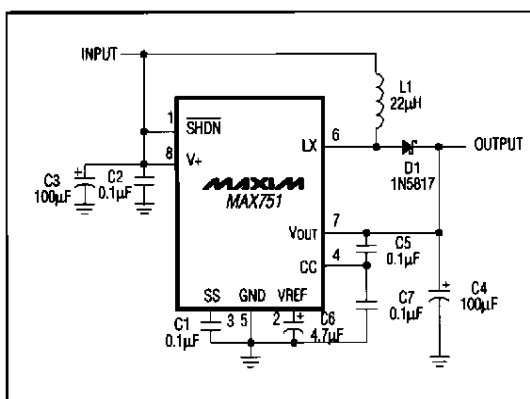 INPUT
L1
22µH
1
SHDN
8
V+
LX
6
OUTPUT
D1
1N5817
C3
100µF
C2
0.1µF
MAXIM
MAX751
VOUT
7
C5
0.1µF
CC
4
SS
GND
VREF
C1
0.1µF
3
5
2
C6
4.7µF
C7
0.1µF
C4
100µF